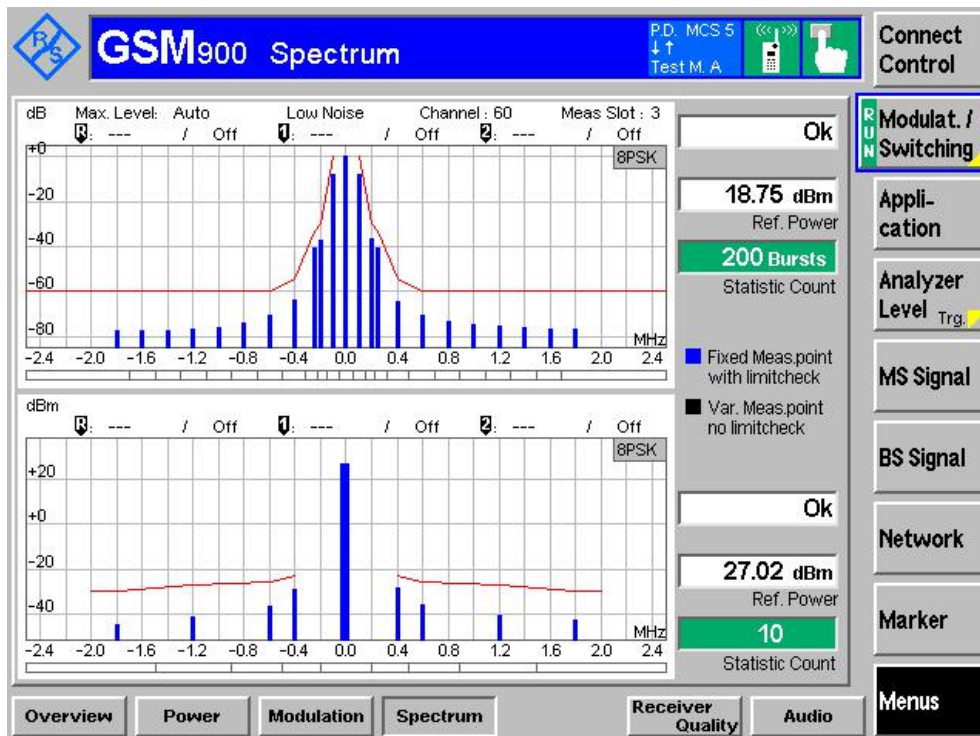 R/S
GSM900 Spectrum
P.D. MCS 5
Test M. A
Connect
Control
dB Max. Level: Auto Low Noise Channel : 60 Meas Slot : 3
R: --- / Off 1: --- / Off 2: --- / Off
8PSK
+0
-20
-40
-60
-80
MHz
-2.4 -2.0 -1.6 -1.2 -0.8 -0.4 0.0 0.4 0.8 1.2 1.6 2.0 2.4
Ok
18.75 dBm
Ref. Power
200 Bursts
Statistic Count
Fixed Meas.point
with limitcheck
Var. Meas.point
no limitcheck
dBm
R: --- / Off 1: --- / Off 2: --- / Off
8PSK
+20
+0
-20
-40
MHz
-2.4 -2.0 -1.6 -1.2 -0.8 -0.4 0.0 0.4 0.8 1.2 1.6 2.0 2.4
Ok
27.02 dBm
Ref. Power
10
Statistic Count
RUN
Modulat. /
Switching
Appli-
cation
Analyzer
Level Trg.
MS Signal
BS Signal
Network
Marker
Menus
Overview Power Modulation Spectrum Receiver
Quality Audio